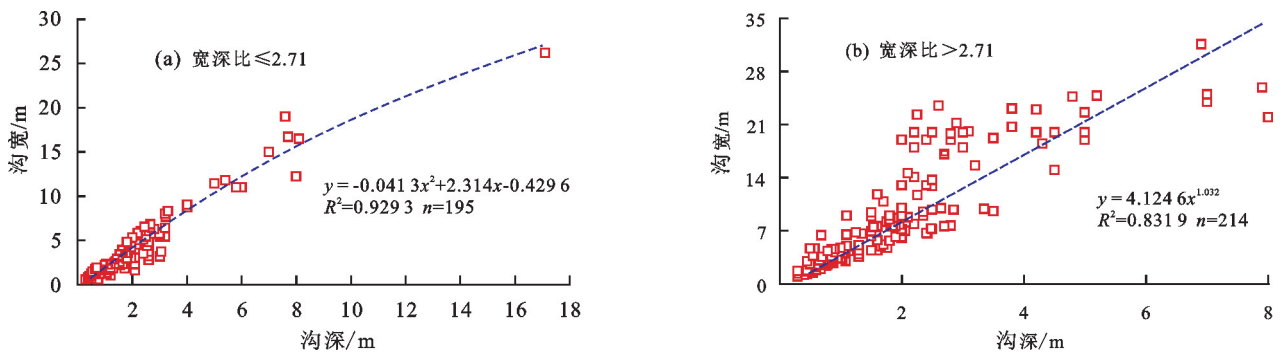 30
25
20
15
10
5
0
沟宽/m
(a) 宽深比≤2.71
y=-0.041 3x²+2.314x-0.429 6
R²=0.929 3 n=195
2 4 6 8 10 12 14 16 18
沟深/m
35
28
21
14
7
0
沟宽/m
(b) 宽深比>2.71
y=4.124 6x^1.032
R²=0.831 9 n=214
2 4 6 8
沟深/m